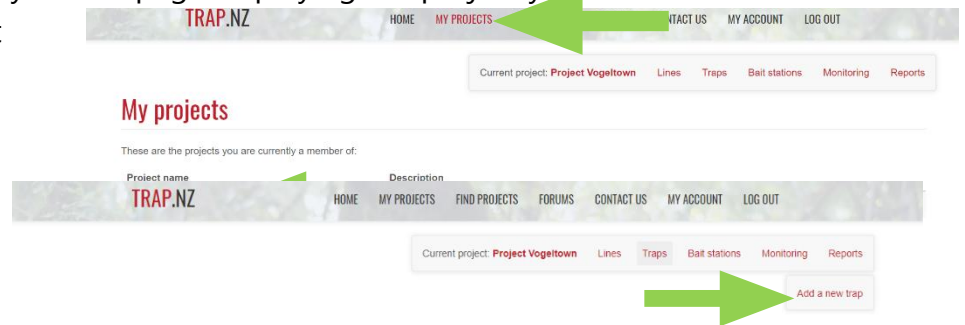 TRAP.NZ HOME MY PROJECTS CONTACT US MY ACCOUNT LOG OUT
Current project: Project Vogeltown Lines Traps Bait stations Monitoring Reports
My projects
These are the projects you are currently a member of:
Project name Description
TRAP.NZ HOME MY PROJECTS FIND PROJECTS FORUMS CONTACT US MY ACCOUNT LOG OUT
Current project: Project Vogeltown Lines Traps Bait stations Monitoring Reports
Add a new trap